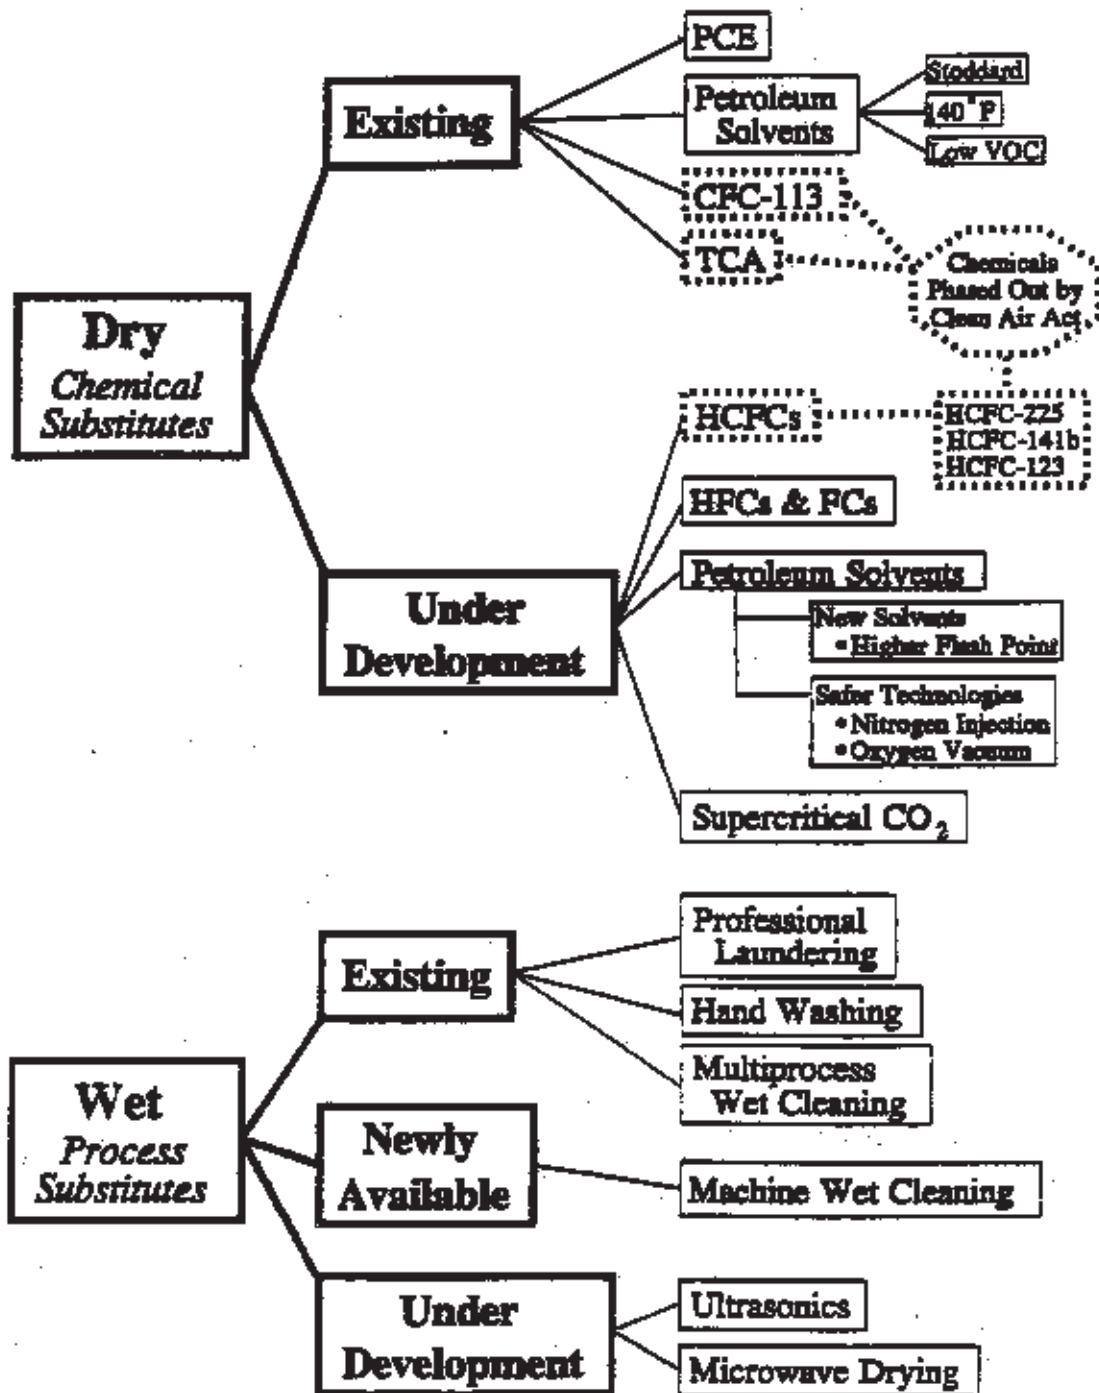 PCE
Stoddard
Petroleum
Solvents
140°F
Existing
Low VOC
CFC-113
TCA
Chemicals
Phased Out by
Clean Air Act
Dry
Chemical
Substitutes
HCFCs
HCFC-225
HCFC-141b
HCFC-123
HFCs & FCs
Petroleum Solvents
Under
Development
New Solvents
• Higher Flash Point
Safer Technologies
• Nitrogen Injection
• Oxygen Vacuum
Supercritical CO₂
Professional
Laundering
Existing
Hand Washing
Multiprocess
Wet Cleaning
Wet
Process
Substitutes
Newly
Available
Machine Wet Cleaning
Under
Development
Ultrasonics
Microwave Drying